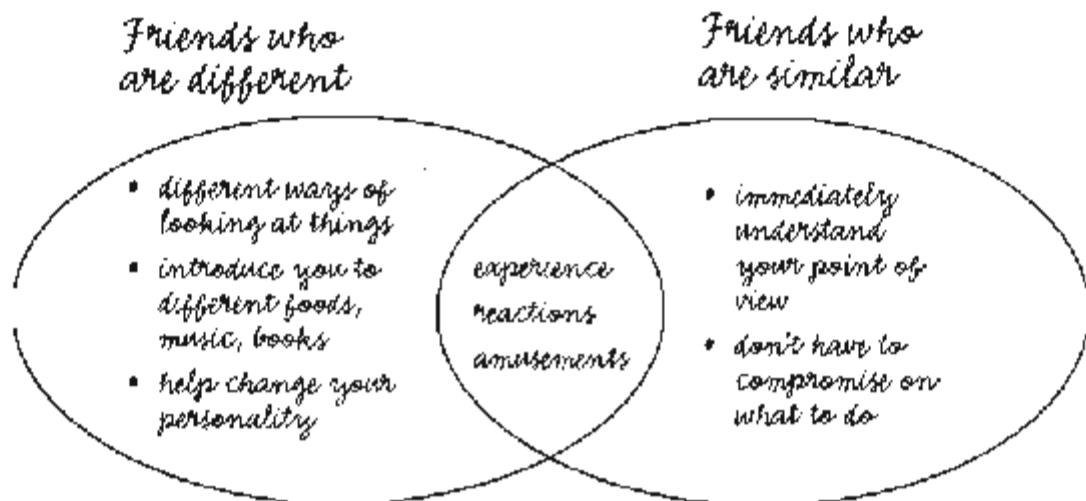 Friends who
are different
Friends who
are similar
• different ways of
looking at things
• introduce you to
different foods,
music, books
• help change your
personality
experience
reactions
amusements
• immediately
understand
your point of
view
• don't have to
compromise on
what to do